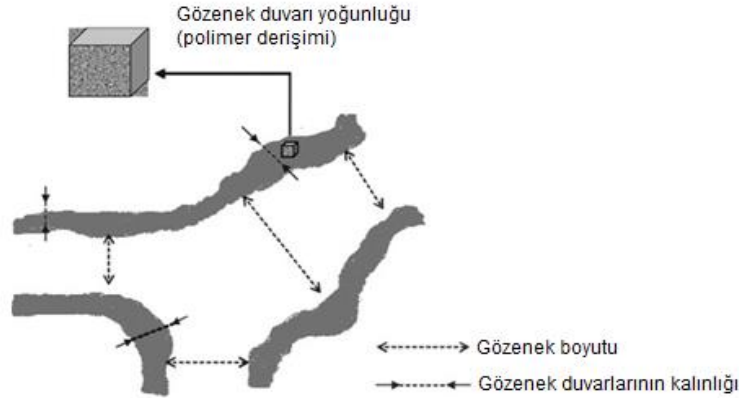 Gözenek duvarı yoğunluğu
(polimer derişimi)
Gözenek boyutu
Gözenek duvarlarının kalınlığı